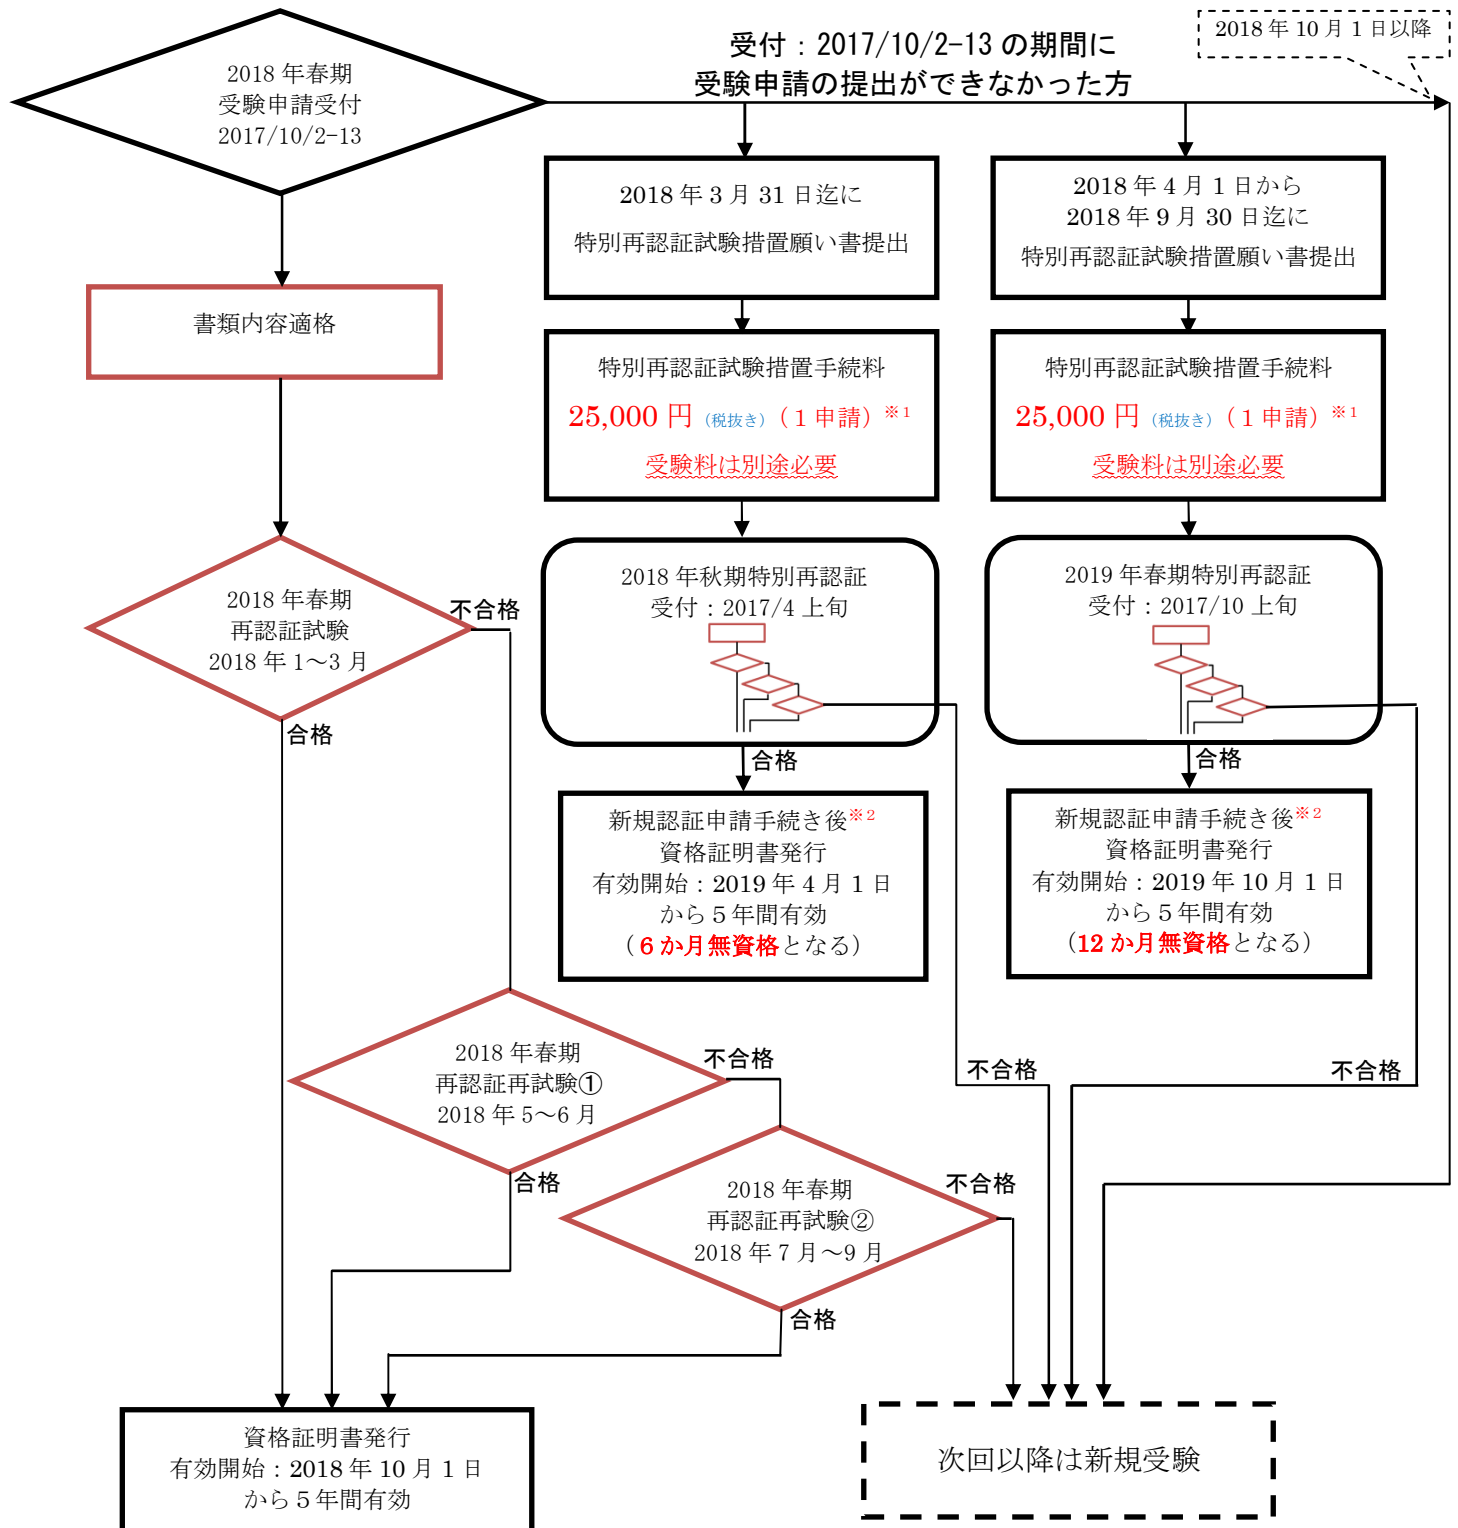 2018年10月1日以降
受付：2017/10/2-13の期間に
受験申請の提出ができなかった方
2018年春期
受験申請受付
2017/10/2-13
2018年3月31日迄に
特別再認証試験措置願い書提出
2018年4月1日から
2018年9月30日迄に
特別再認証試験措置願い書提出
書類内容適格
特別再認証試験措置手続料
25,000円（税抜き）（1申請）※1
受験料は別途必要
特別再認証試験措置手続料
25,000円（税抜き）（1申請）※1
受験料は別途必要
2018年春期
再認証試験
2018年1～3月
不合格
合格
2018年秋期特別再認証
受付：2017/4上旬
合格
2019年春期特別再認証
受付：2017/10上旬
合格
新規認証申請手続き後※2
資格証明書発行
有効開始：2019年4月1日
から5年間有効
（6か月無資格となる）
新規認証申請手続き後※2
資格証明書発行
有効開始：2019年10月1日
から5年間有効
（12か月無資格となる）
2018年春期
再認証再試験①
2018年5～6月
不合格
合格
不合格
不合格
2018年春期
再認証再試験②
2018年7月～9月
不合格
合格
資格証明書発行
有効開始：2018年10月1日
から5年間有効
次回以降は新規受験